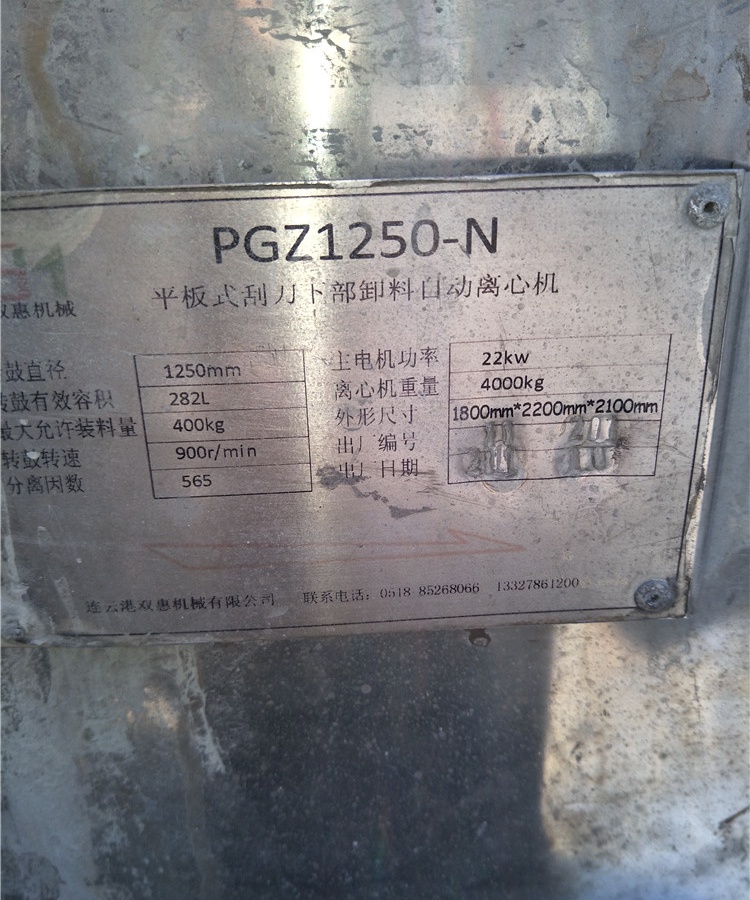 PGZ1250-N
平板式刮刀下部卸料自动离心机
双惠机械
鼓直径 1250mm 主电机功率 22kw
转鼓有效容积 282L 离心机重量 4000kg
最大允许装料量 400kg 外形尺寸 1800mm*2200mm*2100mm
转鼓转速 900r/min 出厂编号
分离因数 565 出厂日期
连云港双惠机械有限公司 联系电话: 0518 85268066 13327861200